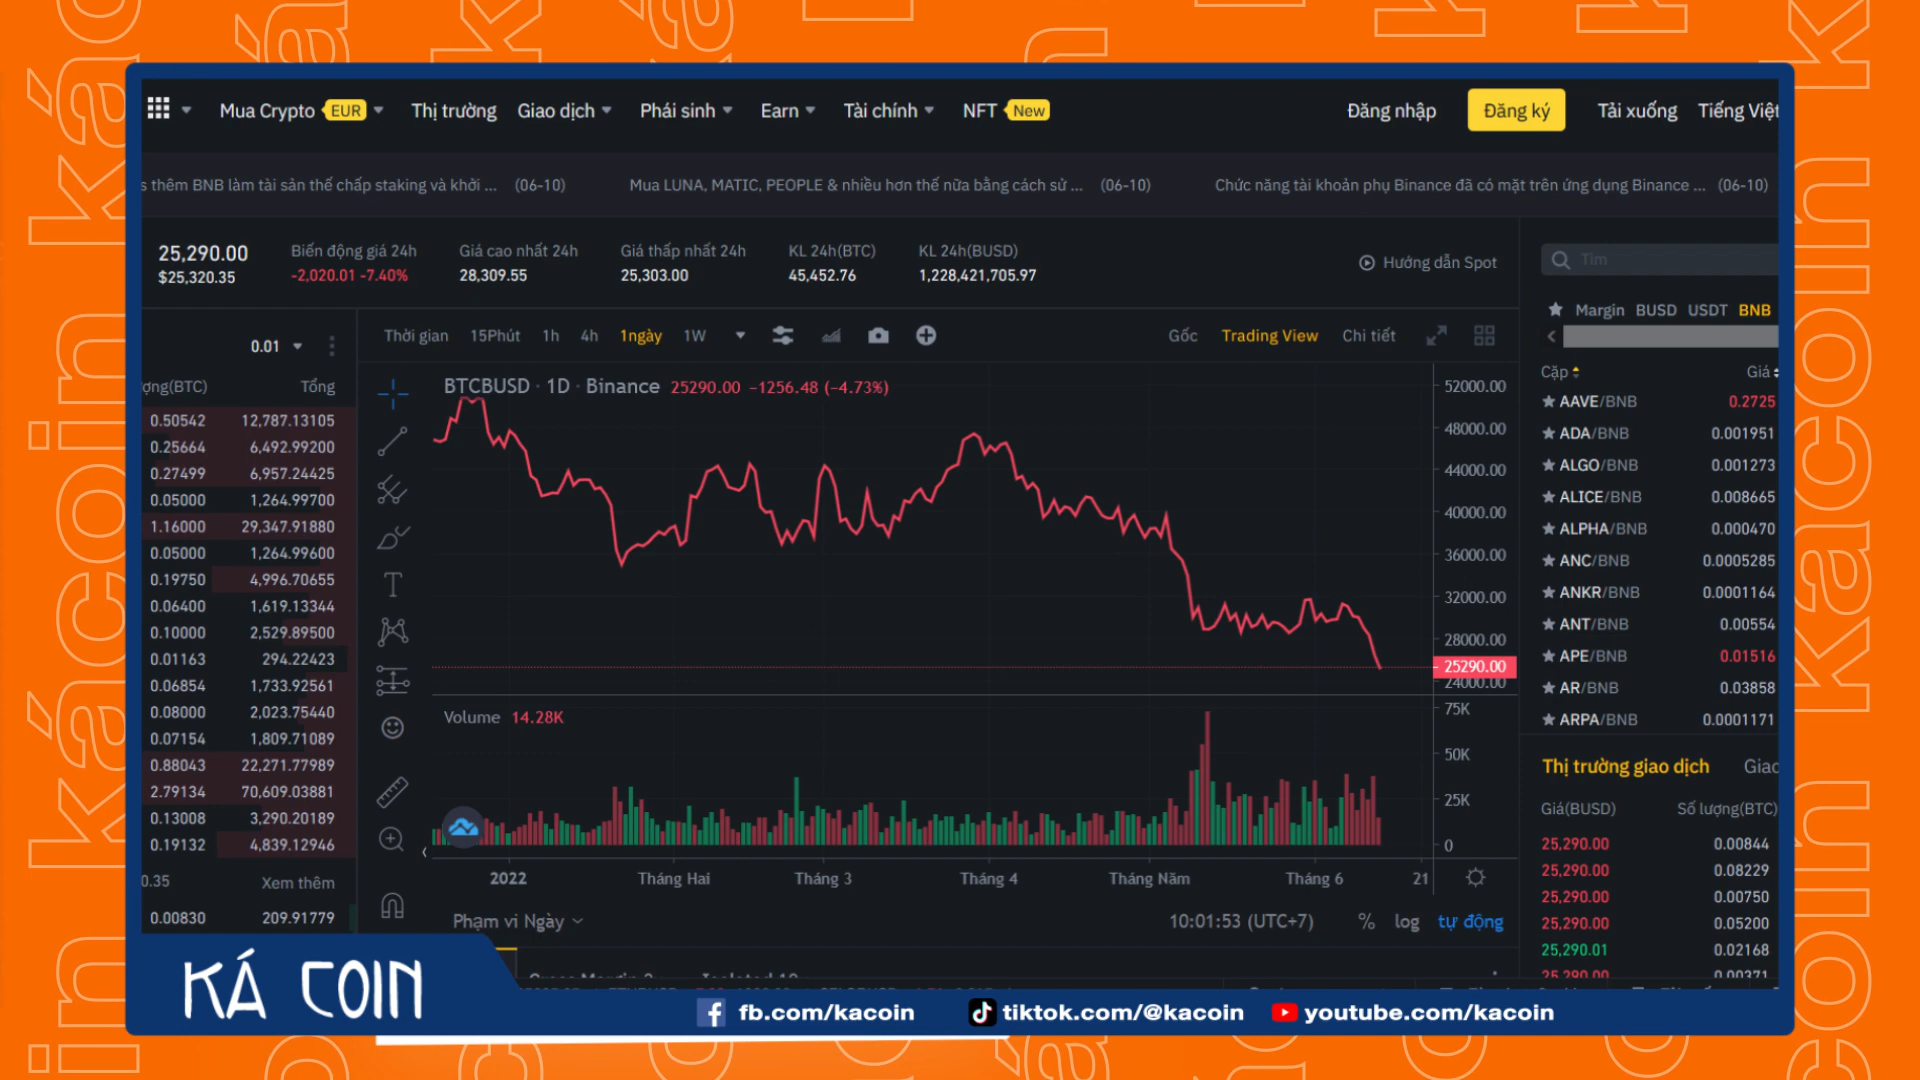 Mua Crypto EUR Thị trường Giao dịch Phái sinh Earn Tài chính NFT New Đăng nhập Đăng ký Tải xuống Tiếng Việt
s thêm BNB làm tài sản thế chấp staking và khởi ... (06-10) Mua LUNA, MATIC, PEOPLE & nhiều hơn thế nữa bằng cách sử ... (06-10) Chức năng tài khoản phụ Binance đã có mặt trên ứng dụng Binance ... (06-10)
25,290.00
$25,320.35
Biến động giá 24h
-2,020.01 -7.40%
Giá cao nhất 24h
28,309.55
Giá thấp nhất 24h
25,303.00
KL 24h(BTC)
45,452.76
KL 24h(BUSD)
1,228,421,705.97
Hướng dẫn Spot
0.01
ợng(BTC) Tổng
0.50542 12,787.13105
0.25664 6,492.99200
0.27499 6,957.24425
0.05000 1,264.99700
1.16000 29,347.91880
0.05000 1,264.99600
0.19750 4,996.70655
0.06400 1,619.13344
0.10000 2,529.89500
0.01163 294.22423
0.06854 1,733.92561
0.08000 2,023.75440
0.07154 1,809.71089
0.88043 22,271.77989
2.79134 70,609.03881
0.13008 3,290.20189
0.19132 4,839.12946
0.35 Xem thêm
0.00830 209.91779
Thời gian 15Phút 1h 4h 1ngày 1W Gốc Trading View Chi tiết
BTCBUSD · 1D · Binance 25290.00 −1256.48 (−4.73%)
52000.00
48000.00
44000.00
40000.00
36000.00
32000.00
28000.00
25290.00
24000.00
Volume 14.28K
75K
50K
25K
0
2022 Tháng Hai Tháng 3 Tháng 4 Tháng Năm Tháng 6 21
Phạm vi Ngày 10:01:53 (UTC+7) % log tự động
Tìm
Margin BUSD USDT BNB
Cặp Giá
AAVE/BNB 0.2725
ADA/BNB 0.001951
ALGO/BNB 0.001273
ALICE/BNB 0.008665
ALPHA/BNB 0.000470
ANC/BNB 0.0005285
ANKR/BNB 0.0001164
ANT/BNB 0.00554
APE/BNB 0.01516
AR/BNB 0.03858
ARPA/BNB 0.0001171
Thị trường giao dịch Giao
Giá(BUSD) Số lượng(BTC)
25,290.00 0.00844
25,290.00 0.08229
25,290.00 0.00750
25,290.00 0.05200
25,290.01 0.02168
25,290.00 0.00371
KÁ COIN
fb.com/kacoin tiktok.com/@kacoin youtube.com/kacoin